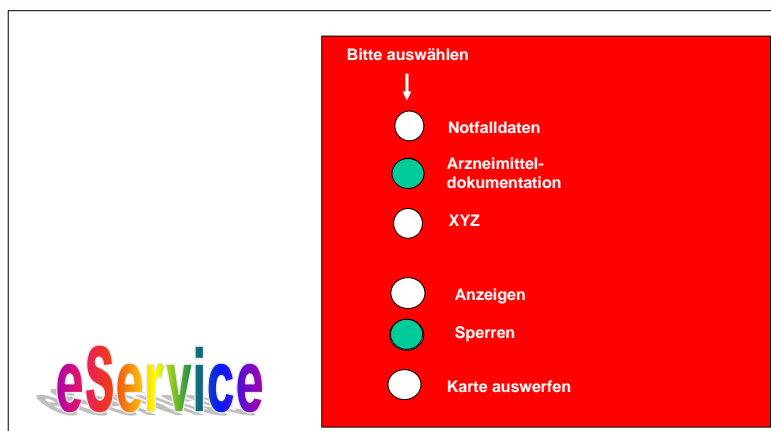 Bitte auswählen
Notfalldaten
Arzneimittel-
dokumentation
XYZ
Anzeigen
Sperren
Karte auswerfen
eService